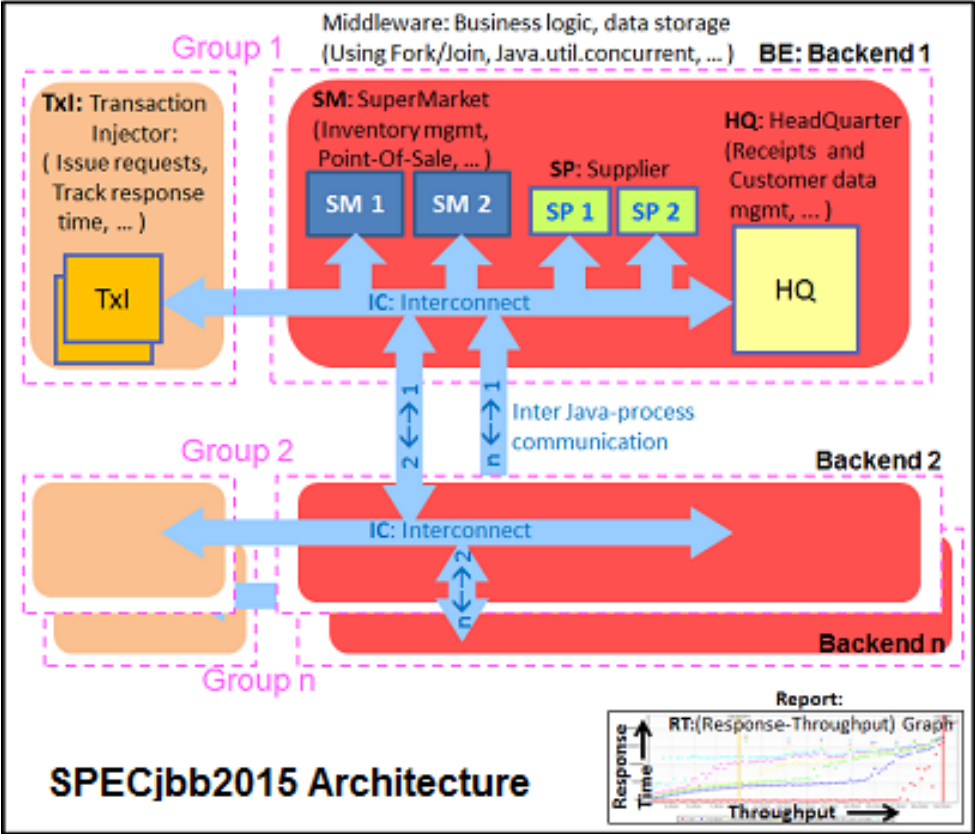 Middleware: Business logic, data storage
(Using Fork/Join, Java.util.concurrent, ... )
BE: Backend 1
Group 1
TxI: Transaction
Injector:
( Issue requests,
Track response
time, ... )
TxI
SM: SuperMarket
(Inventory mgmt,
Point-Of-Sale, ... )
SM 1
SM 2
SP: Supplier
SP 1
SP 2
HQ: HeadQuarter
(Receipts and
Customer data
mgmt, ... )
HQ
IC: Interconnect
2<-->1
n<-->1
Inter Java-process
communication
Group 2
Backend 2
IC: Interconnect
n<-->2
Backend n
Group n
Report:
RT:(Response-Throughput) Graph
Response
Time
Throughput
SPECjbb2015 Architecture